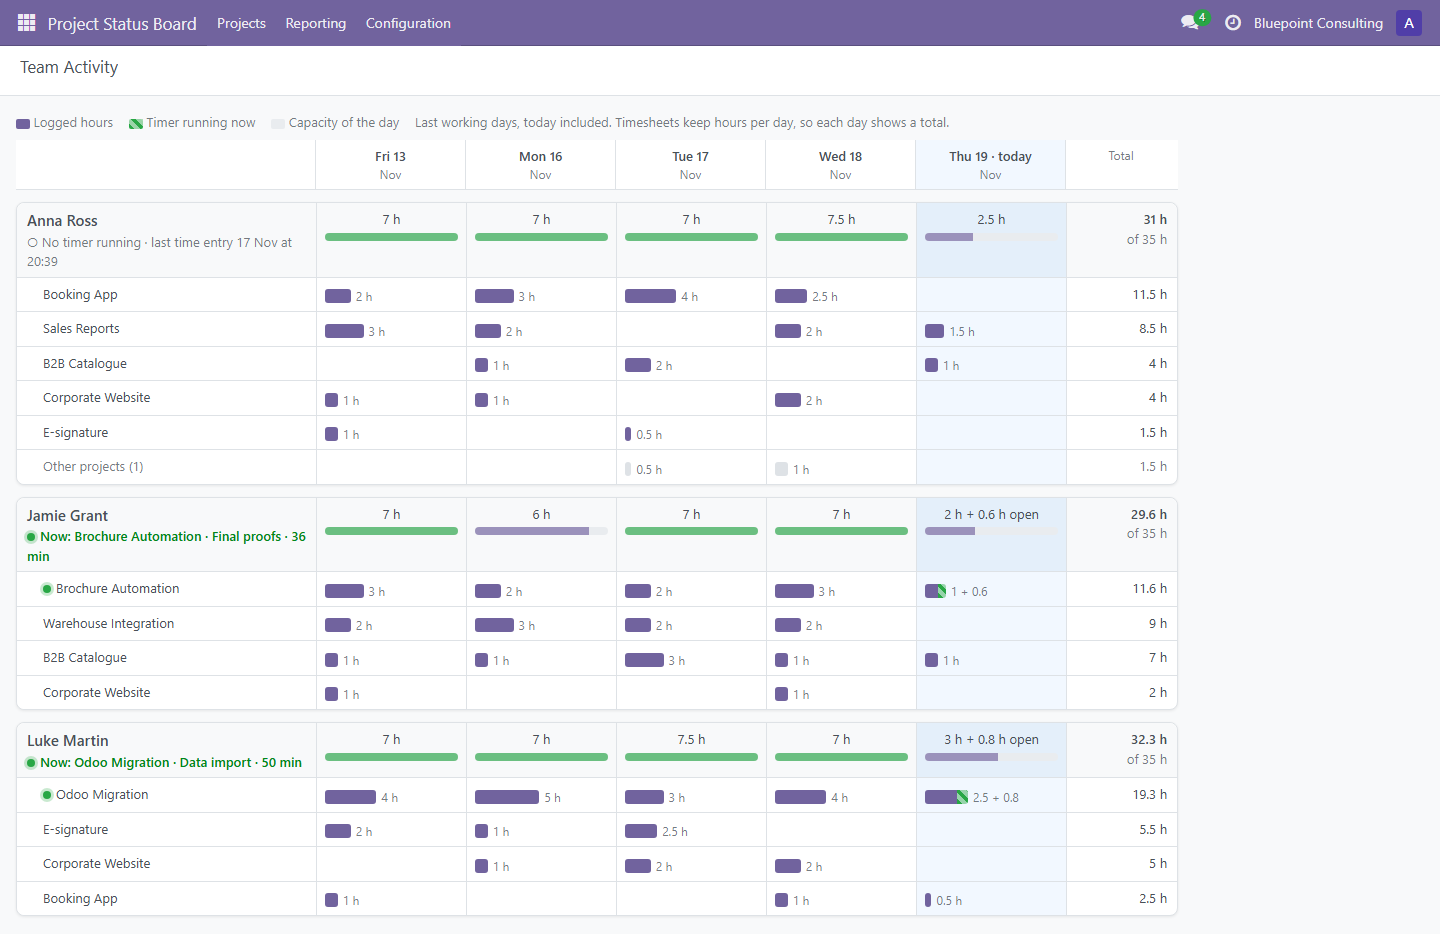 Project Status Board Projects Reporting Configuration 4 Bluepoint Consulting A
Team Activity
Logged hours Timer running now Capacity of the day Last working days, today included. Timesheets keep hours per day, so each day shows a total.
Fri 13 Mon 16 Tue 17 Wed 18 Thu 19 · today Total
Nov Nov Nov Nov Nov
Anna Ross 7 h 7 h 7 h 7.5 h 2.5 h 31 h
No timer running · last time entry 17 Nov at of 35 h
20:39
Booking App 2 h 3 h 4 h 2.5 h 11.5 h
Sales Reports 3 h 2 h 2 h 1.5 h 8.5 h
B2B Catalogue 1 h 2 h 1 h 4 h
Corporate Website 1 h 1 h 2 h 4 h
E-signature 1 h 0.5 h 1.5 h
Other projects (1) 0.5 h 1 h 1.5 h
Jamie Grant 7 h 6 h 7 h 7 h 2 h + 0.6 h open 29.6 h
Now: Brochure Automation · Final proofs · 36 of 35 h
min
Brochure Automation 3 h 2 h 2 h 3 h 1 + 0.6 11.6 h
Warehouse Integration 2 h 3 h 2 h 2 h 9 h
B2B Catalogue 1 h 1 h 3 h 1 h 1 h 7 h
Corporate Website 1 h 1 h 2 h
Luke Martin 7 h 7 h 7.5 h 7 h 3 h + 0.8 h open 32.3 h
Now: Odoo Migration · Data import · 50 min of 35 h
Odoo Migration 4 h 5 h 3 h 4 h 2.5 + 0.8 19.3 h
E-signature 2 h 1 h 2.5 h 5.5 h
Corporate Website 1 h 2 h 2 h 5 h
Booking App 1 h 1 h 0.5 h 2.5 h